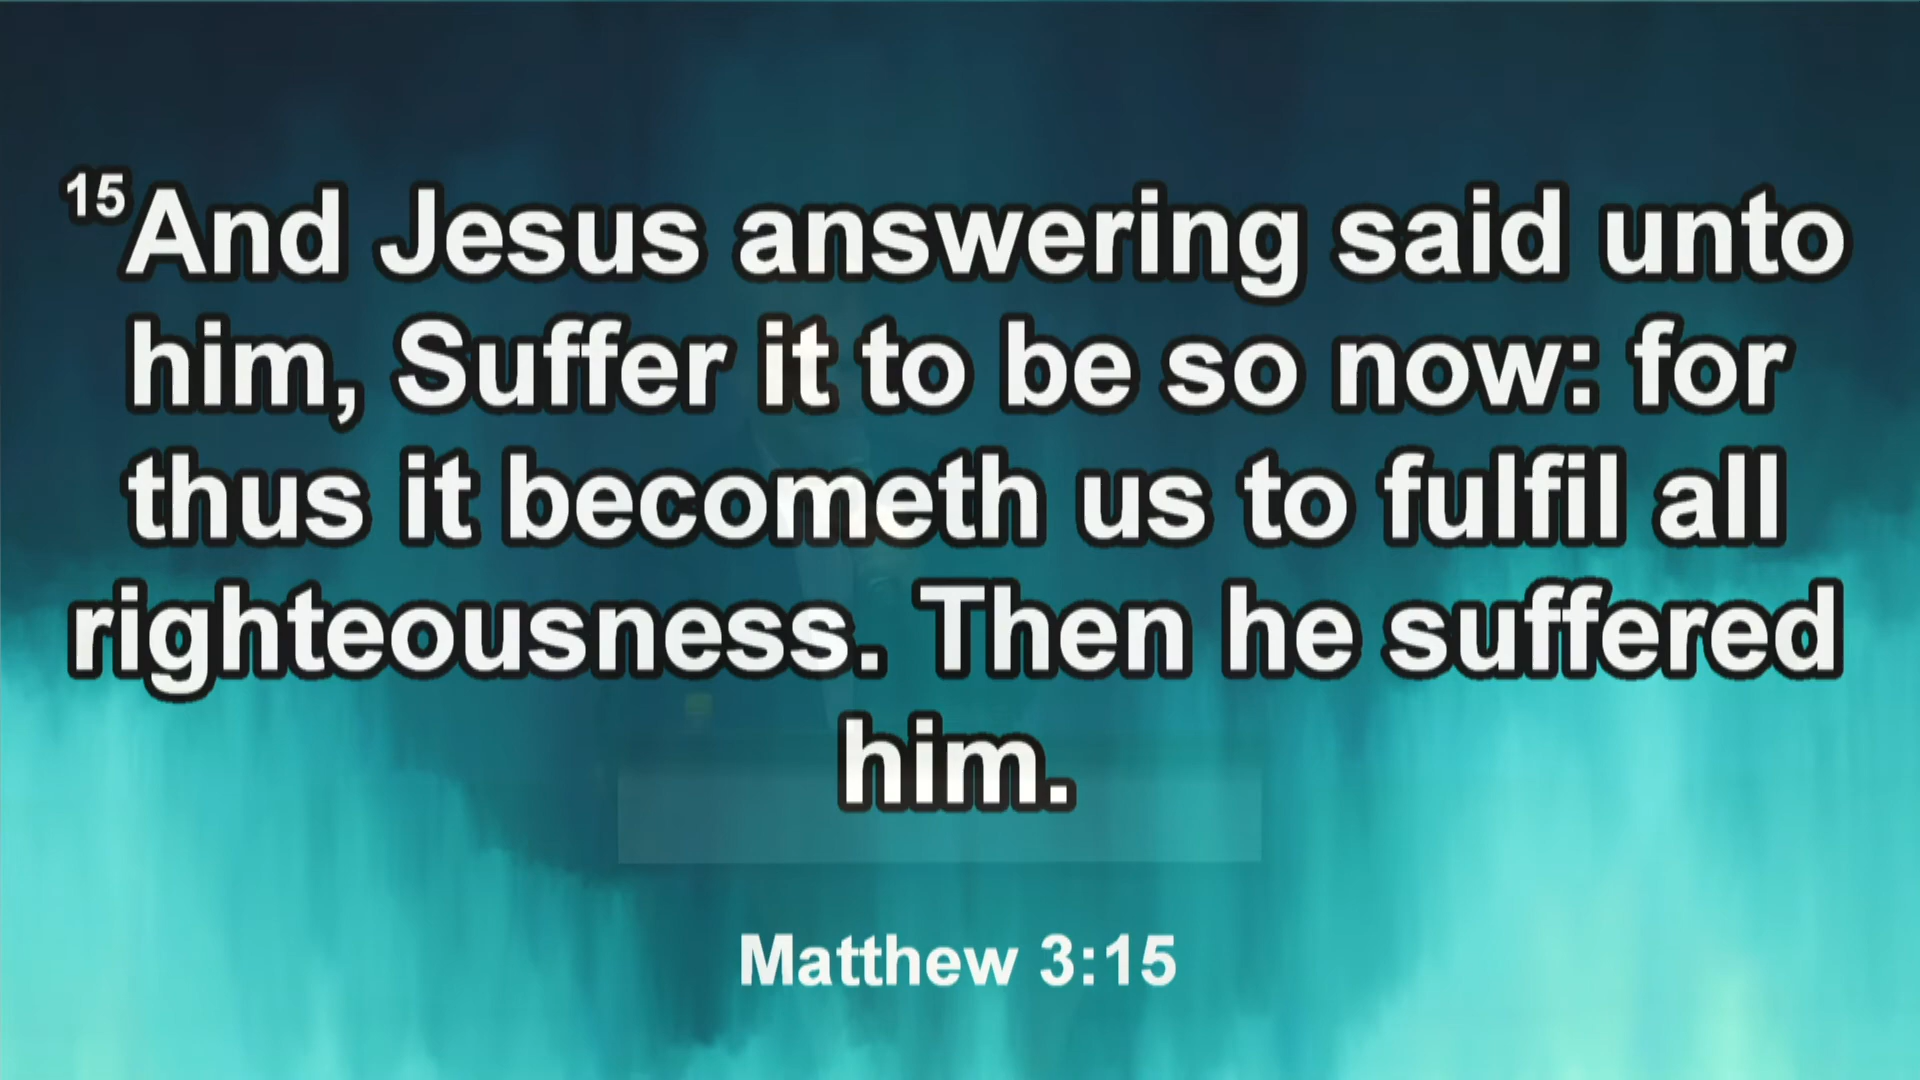 15And Jesus answering said unto
him, Suffer it to be so now: for
thus it becometh us to fulfil all
righteousness. Then he suffered
him.
Matthew 3:15